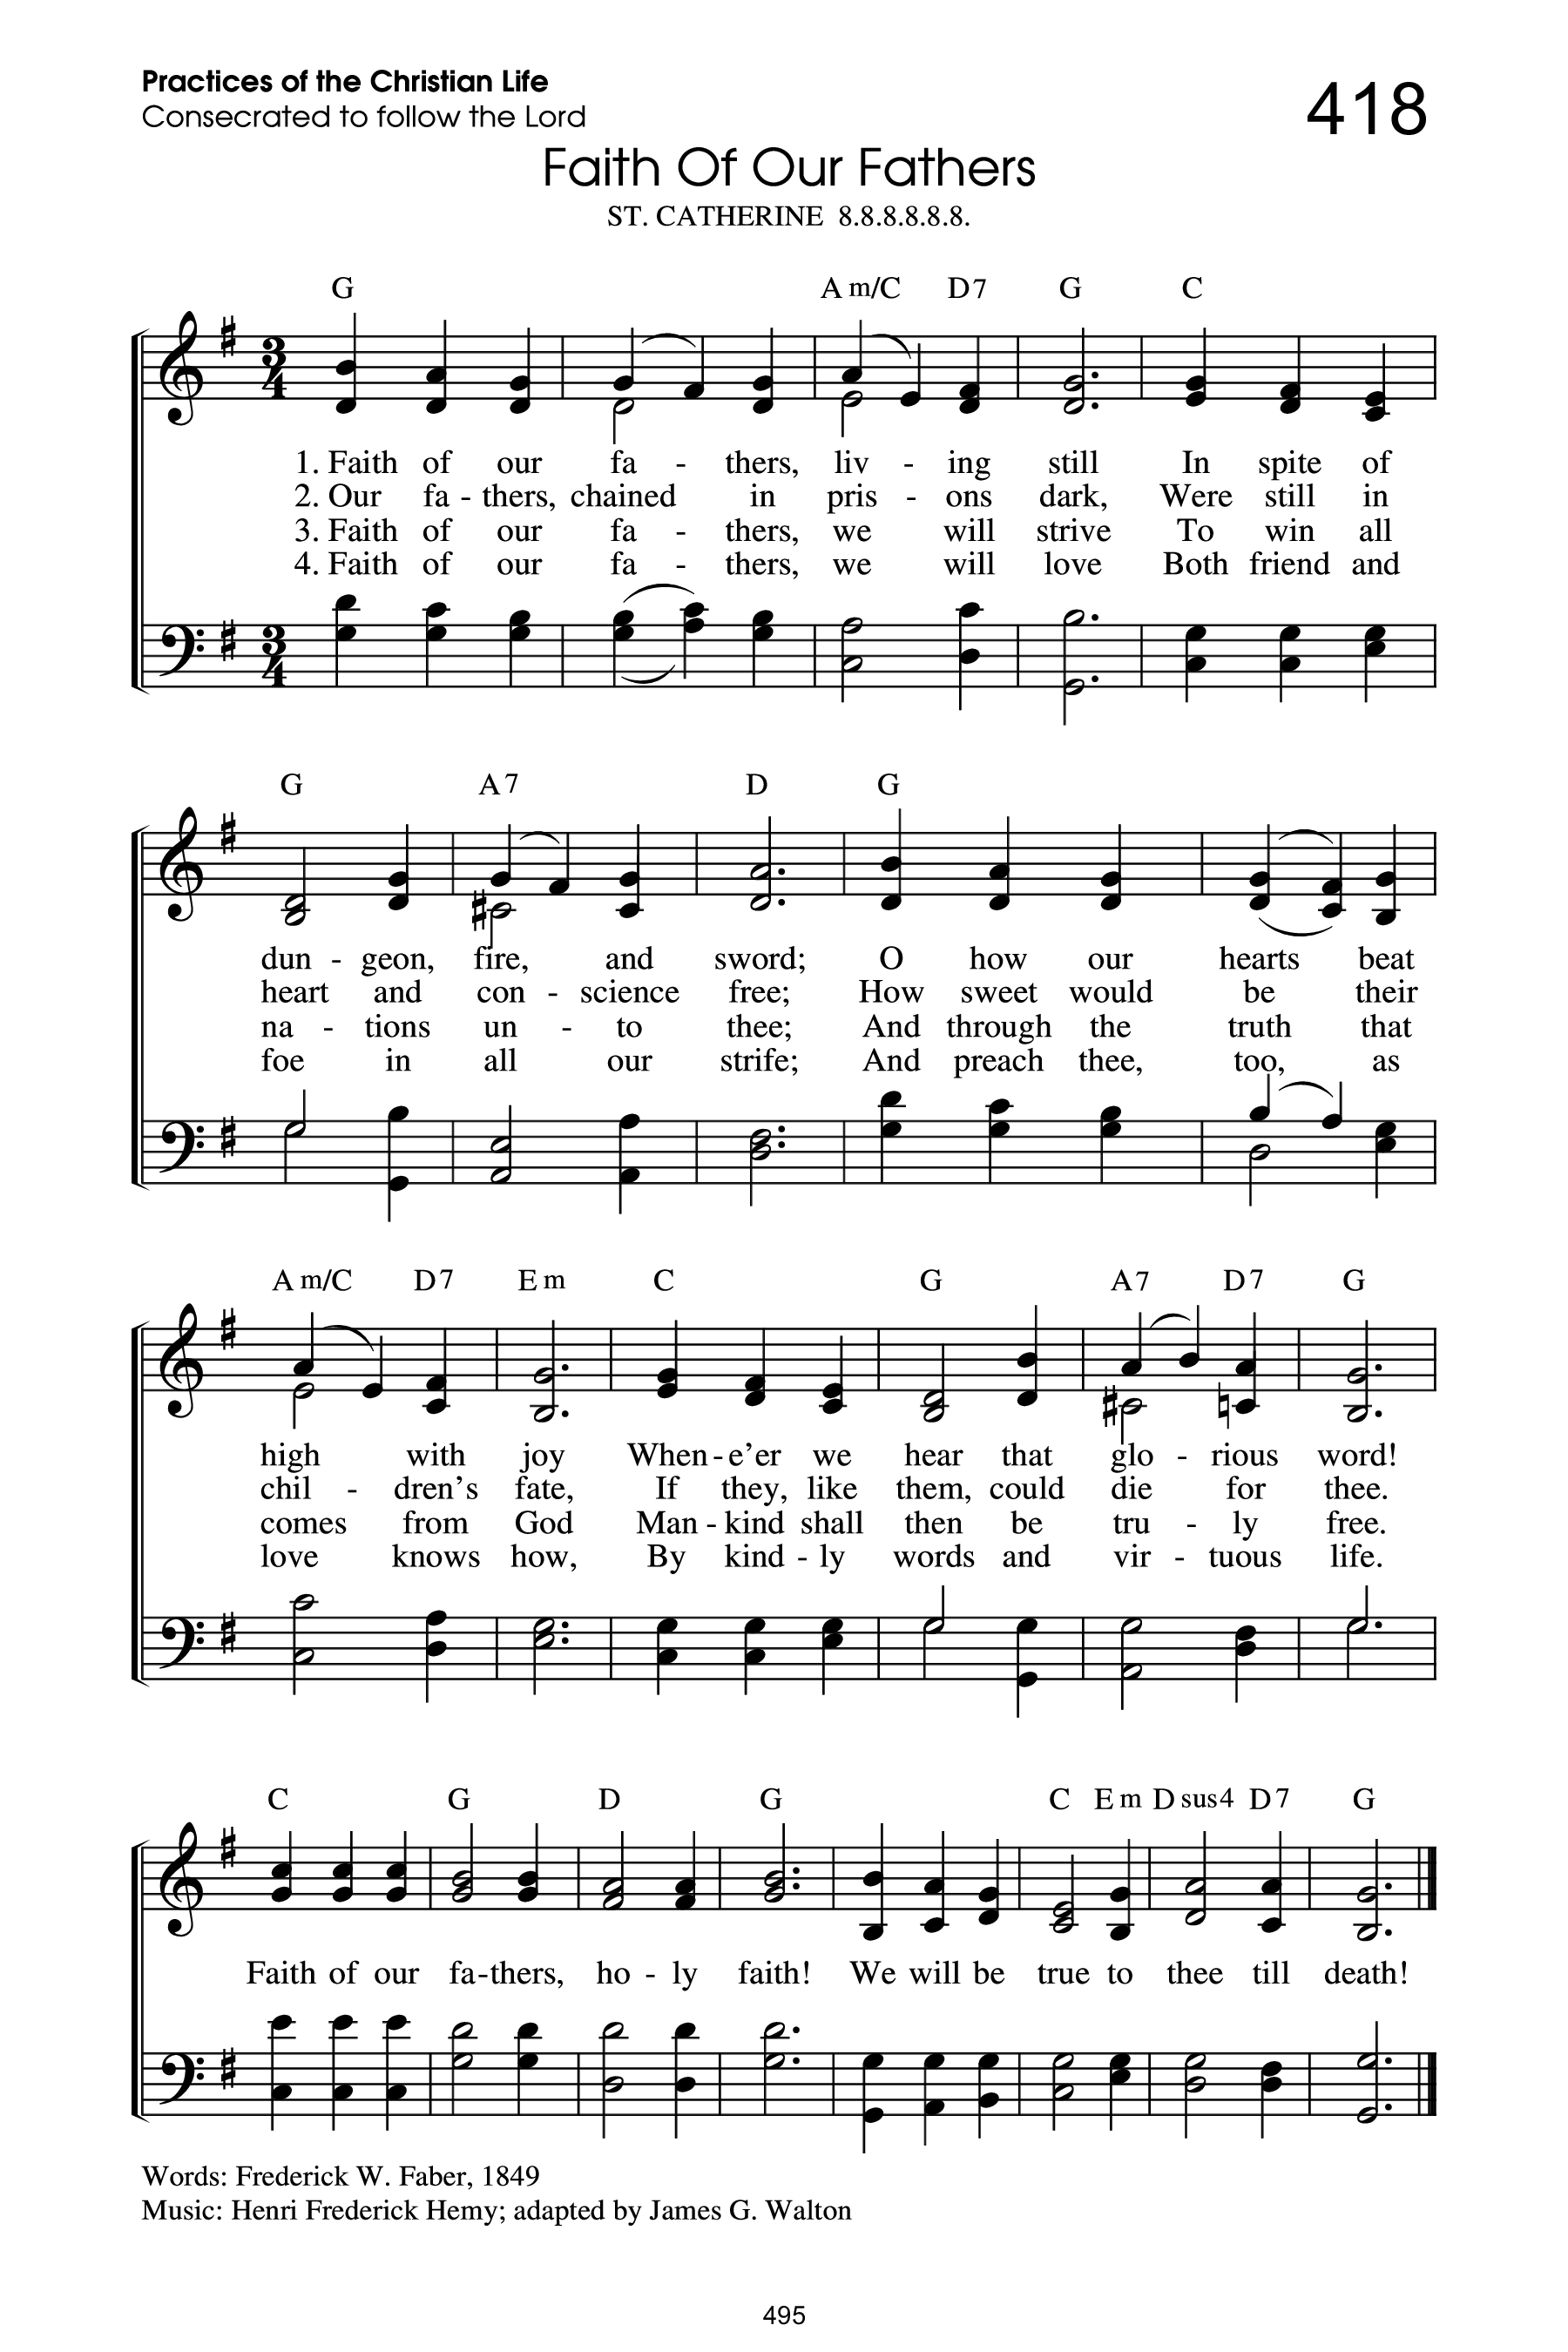 Practices of the Christian Life
Consecrated to follow the Lord
418
Faith Of Our Fathers
ST. CATHERINE 8.8.8.8.8.8.
G Am/C D7 G C
3 4
1. Faith of our fa - thers, liv - ing still In spite of
2. Our fa - thers, chained in pris - ons dark, Were still in
3. Faith of our fa - thers, we will strive To win all
4. Faith of our fa - thers, we will love Both friend and
3 4
G A7 D G
dun - geon, fire, and sword; O how our hearts beat
heart and con - science free; How sweet would be their
na - tions un - to thee; And through the truth that
foe in all our strife; And preach thee, too, as
Am/C D7 Em C G A7 D7 G
high with joy When - e'er we hear that glo - rious word!
chil - dren's fate, If they, like them, could die for thee.
comes from God Man - kind shall then be tru - ly free.
love knows how, By kind - ly words and vir - tuous life.
C G D G C Em Dsus4 D7 G
Faith of our fa - thers, ho - ly faith! We will be true to thee till death!
Words: Frederick W. Faber, 1849
Music: Henri Frederick Hemy; adapted by James G. Walton
495